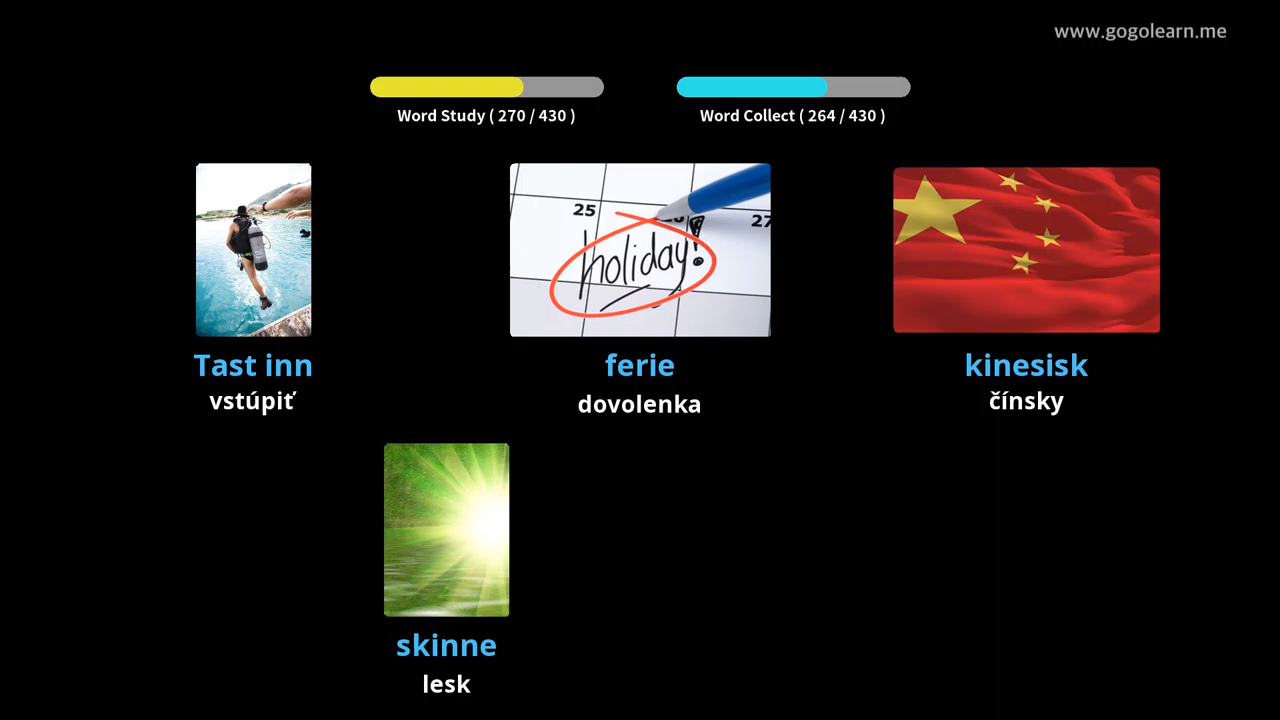 www.gogolearn.me
Word Study ( 270 / 430 )
Word Collect ( 264 / 430 )
25
27
holiday!
Tast inn
ferie
kinesisk
vstúpiť
dovolenka
čínsky
skinne
lesk